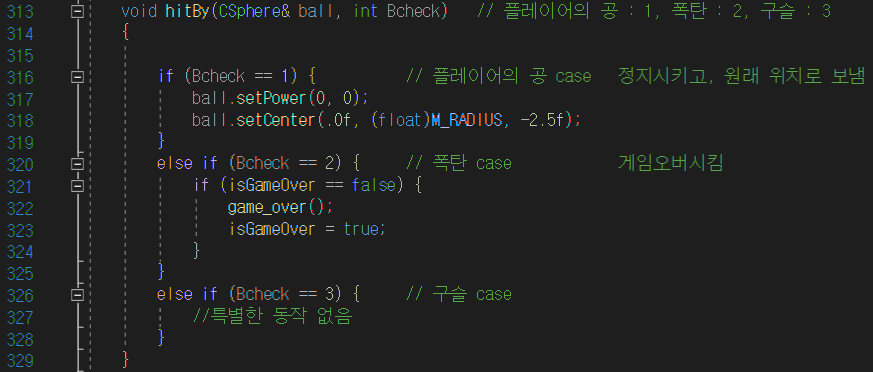 313 void hitBy(CSphere& ball, int Bcheck) // 플레이어의 공 : 1, 폭탄 : 2, 구슬 : 3
314 {
315
316 if (Bcheck == 1) { // 플레이어의 공 case 정지시키고, 원래 위치로 보냄
317 ball.setPower(0, 0);
318 ball.setCenter(.0f, (float)M_RADIUS, -2.5f);
319 }
320 else if (Bcheck == 2) { // 폭탄 case 게임오버시킴
321 if (isGameOver == false) {
322 game_over();
323 isGameOver = true;
324 }
325 }
326 else if (Bcheck == 3) { // 구슬 case
327 //특별한 동작 없음
328 }
329 }